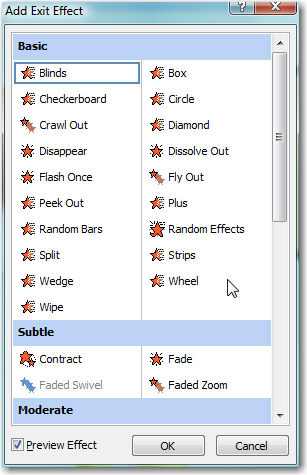 Add Exit Effect
Basic
Blinds Box
Checkerboard Circle
Crawl Out Diamond
Disappear Dissolve Out
Flash Once Fly Out
Peek Out Plus
Random Bars Random Effects
Split Strips
Wedge Wheel
Wipe
Subtle
Contract Fade
Faded Swivel Faded Zoom
Moderate
Preview Effect OK Cancel